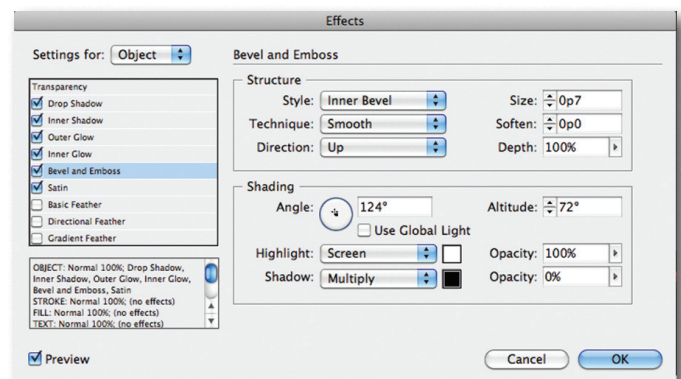 Effects
Settings for: Object
Transparency
Drop Shadow
Inner Shadow
Outer Glow
Inner Glow
Bevel and Emboss
Satin
Basic Feather
Directional Feather
Gradient Feather
OBJECT: Normal 100%; Drop Shadow,
Inner Shadow, Outer Glow, Inner Glow,
Bevel and Emboss, Satin
STROKE: Normal 100%; (no effects)
FILL: Normal 100%; (no effects)
TEXT: Normal 100%; (no effects)
Preview
Bevel and Emboss
Structure
Style: Inner Bevel Size: 0p7
Technique: Smooth Soften: 0p0
Direction: Up Depth: 100%
Shading
Angle: 124° Altitude: 72°
Use Global Light
Highlight: Screen Opacity: 100%
Shadow: Multiply Opacity: 0%
Cancel OK